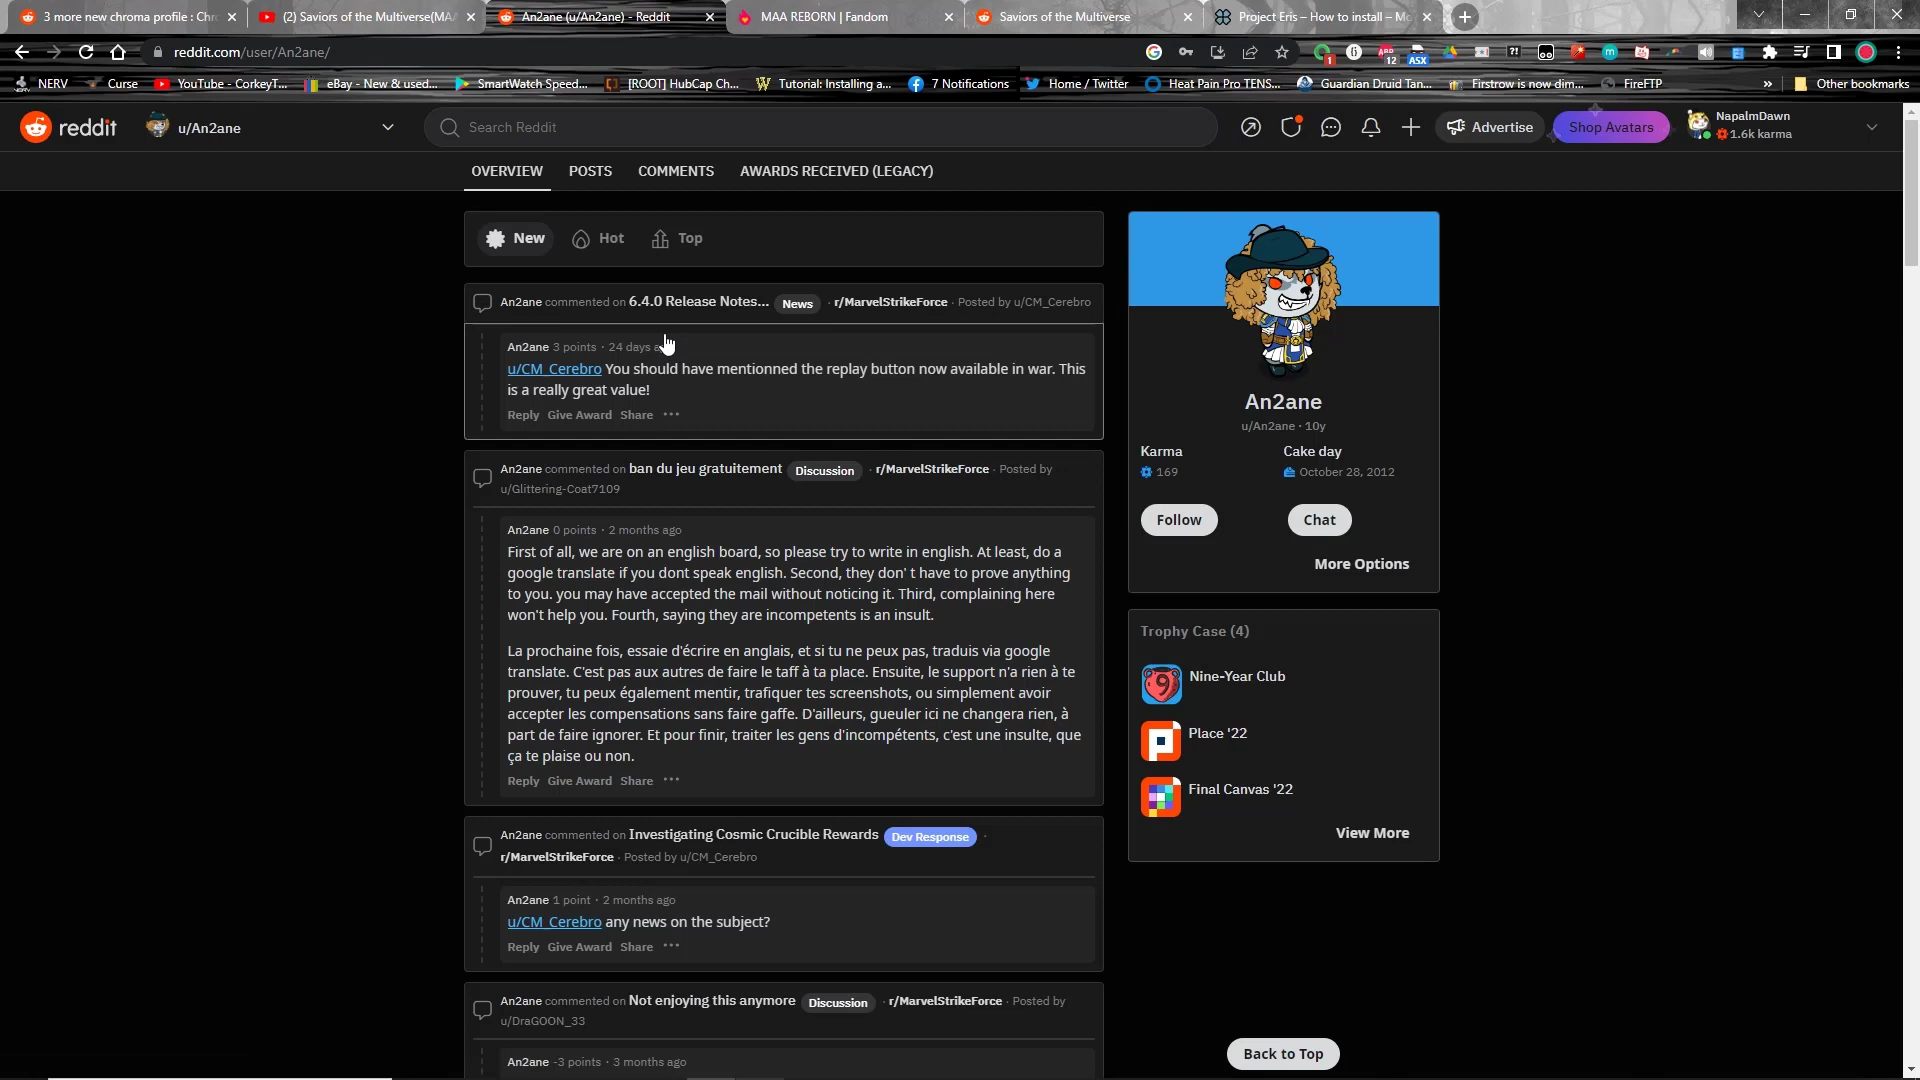 3 more new chroma profile : Chr
(2) Saviors of the Multiverse(MAA
An2ane (u/An2ane) - Reddit
MAA REBORN | Fandom
Saviors of the Multiverse
Project Eris – How to install – Mo
reddit.com/user/An2ane/
1
12
ASX
NERV
Curse
YouTube - CorkeyT...
eBay - New & used...
SmartWatch Speed...
[ROOT] HubCap Ch...
Tutorial: Installing a...
7 Notifications
Home / Twitter
Heat Pain Pro TENS...
Guardian Druid Tan...
Firstrow is now dim...
FireFTP
»
Other bookmarks
reddit
u/An2ane
Search Reddit
Advertise
Shop Avatars
NapalmDawn
1.6k karma
OVERVIEW
POSTS
COMMENTS
AWARDS RECEIVED (LEGACY)
New
Hot
Top
An2ane commented on 6.4.0 Release Notes... News · r/MarvelStrikeForce · Posted by u/CM_Cerebro
An2ane 3 points · 24 days a
u/CM_Cerebro You should have mentionned the replay button now available in war. This
is a really great value!
Reply Give Award Share ···
An2ane commented on ban du jeu gratuitement Discussion · r/MarvelStrikeForce · Posted by
u/Glittering-Coat7109
An2ane 0 points · 2 months ago
First of all, we are on an english board, so please try to write in english. At least, do a
google translate if you dont speak english. Second, they don' t have to prove anything
to you. you may have accepted the mail without noticing it. Third, complaining here
won't help you. Fourth, saying they are incompetents is an insult.
La prochaine fois, essaie d'écrire en anglais, et si tu ne peux pas, traduis via google
translate. C'est pas aux autres de faire le taff à ta place. Ensuite, le support n'a rien à te
prouver, tu peux également mentir, trafiquer tes screenshots, ou simplement avoir
accepter les compensations sans faire gaffe. D'ailleurs, gueuler ici ne changera rien, à
part de faire ignorer. Et pour finir, traiter les gens d'incompétents, c'est une insulte, que
ça te plaise ou non.
Reply Give Award Share ···
An2ane commented on Investigating Cosmic Crucible Rewards Dev Response ·
r/MarvelStrikeForce · Posted by u/CM_Cerebro
An2ane 1 point · 2 months ago
u/CM_Cerebro any news on the subject?
Reply Give Award Share ···
An2ane commented on Not enjoying this anymore Discussion · r/MarvelStrikeForce · Posted by
u/DraGOON_33
An2ane -3 points · 3 months ago
An2ane
u/An2ane · 10y
Karma
169
Cake day
October 28, 2012
Follow
Chat
More Options
Trophy Case (4)
Nine-Year Club
Place '22
Final Canvas '22
View More
Back to Top